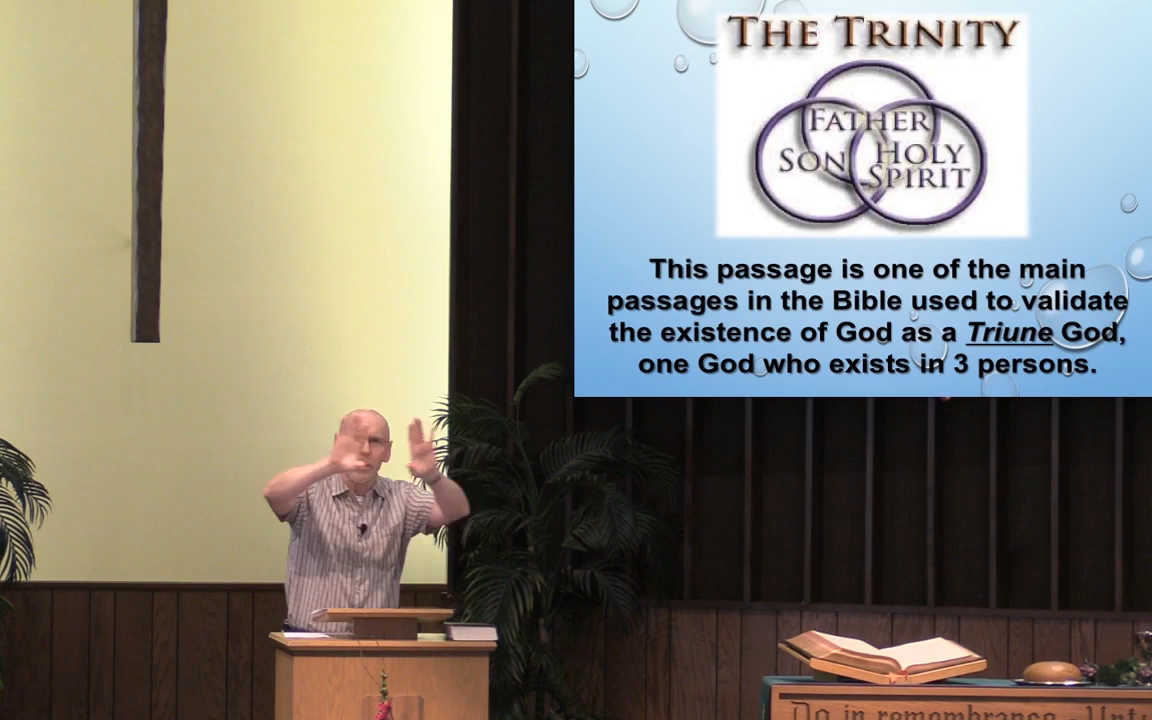 THE TRINITY
FATHER
SON
HOLY
SPIRIT
This passage is one of the main
passages in the Bible used to validate
the existence of God as a Triune God,
one God who exists in 3 persons.
Do in remembrance